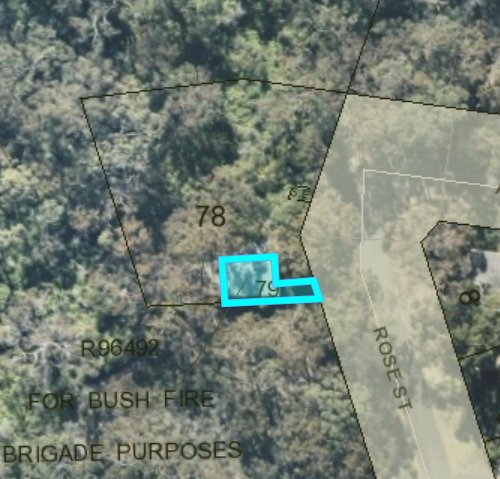 78
79
8
R96492
ROSE ST
FOR BUSH FIRE
BRIGADE PURPOSES